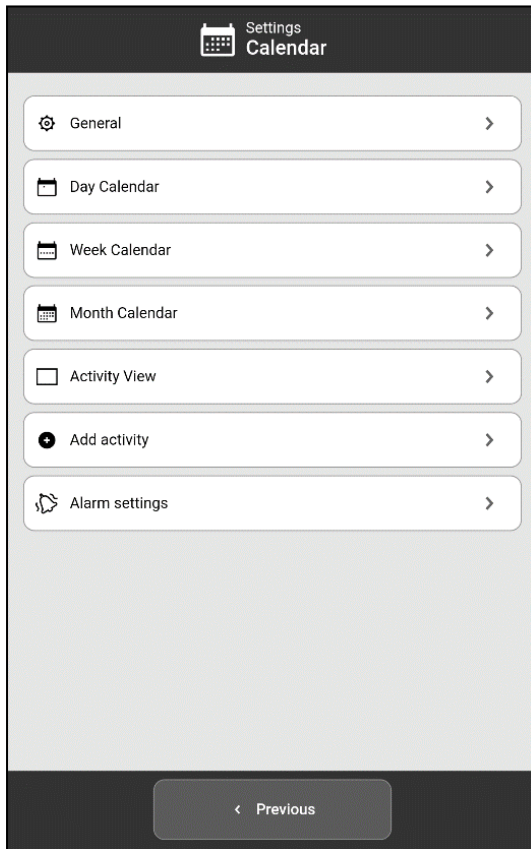 Settings
Calendar
General
Day Calendar
Week Calendar
Month Calendar
Activity View
Add activity
Alarm settings
Previous